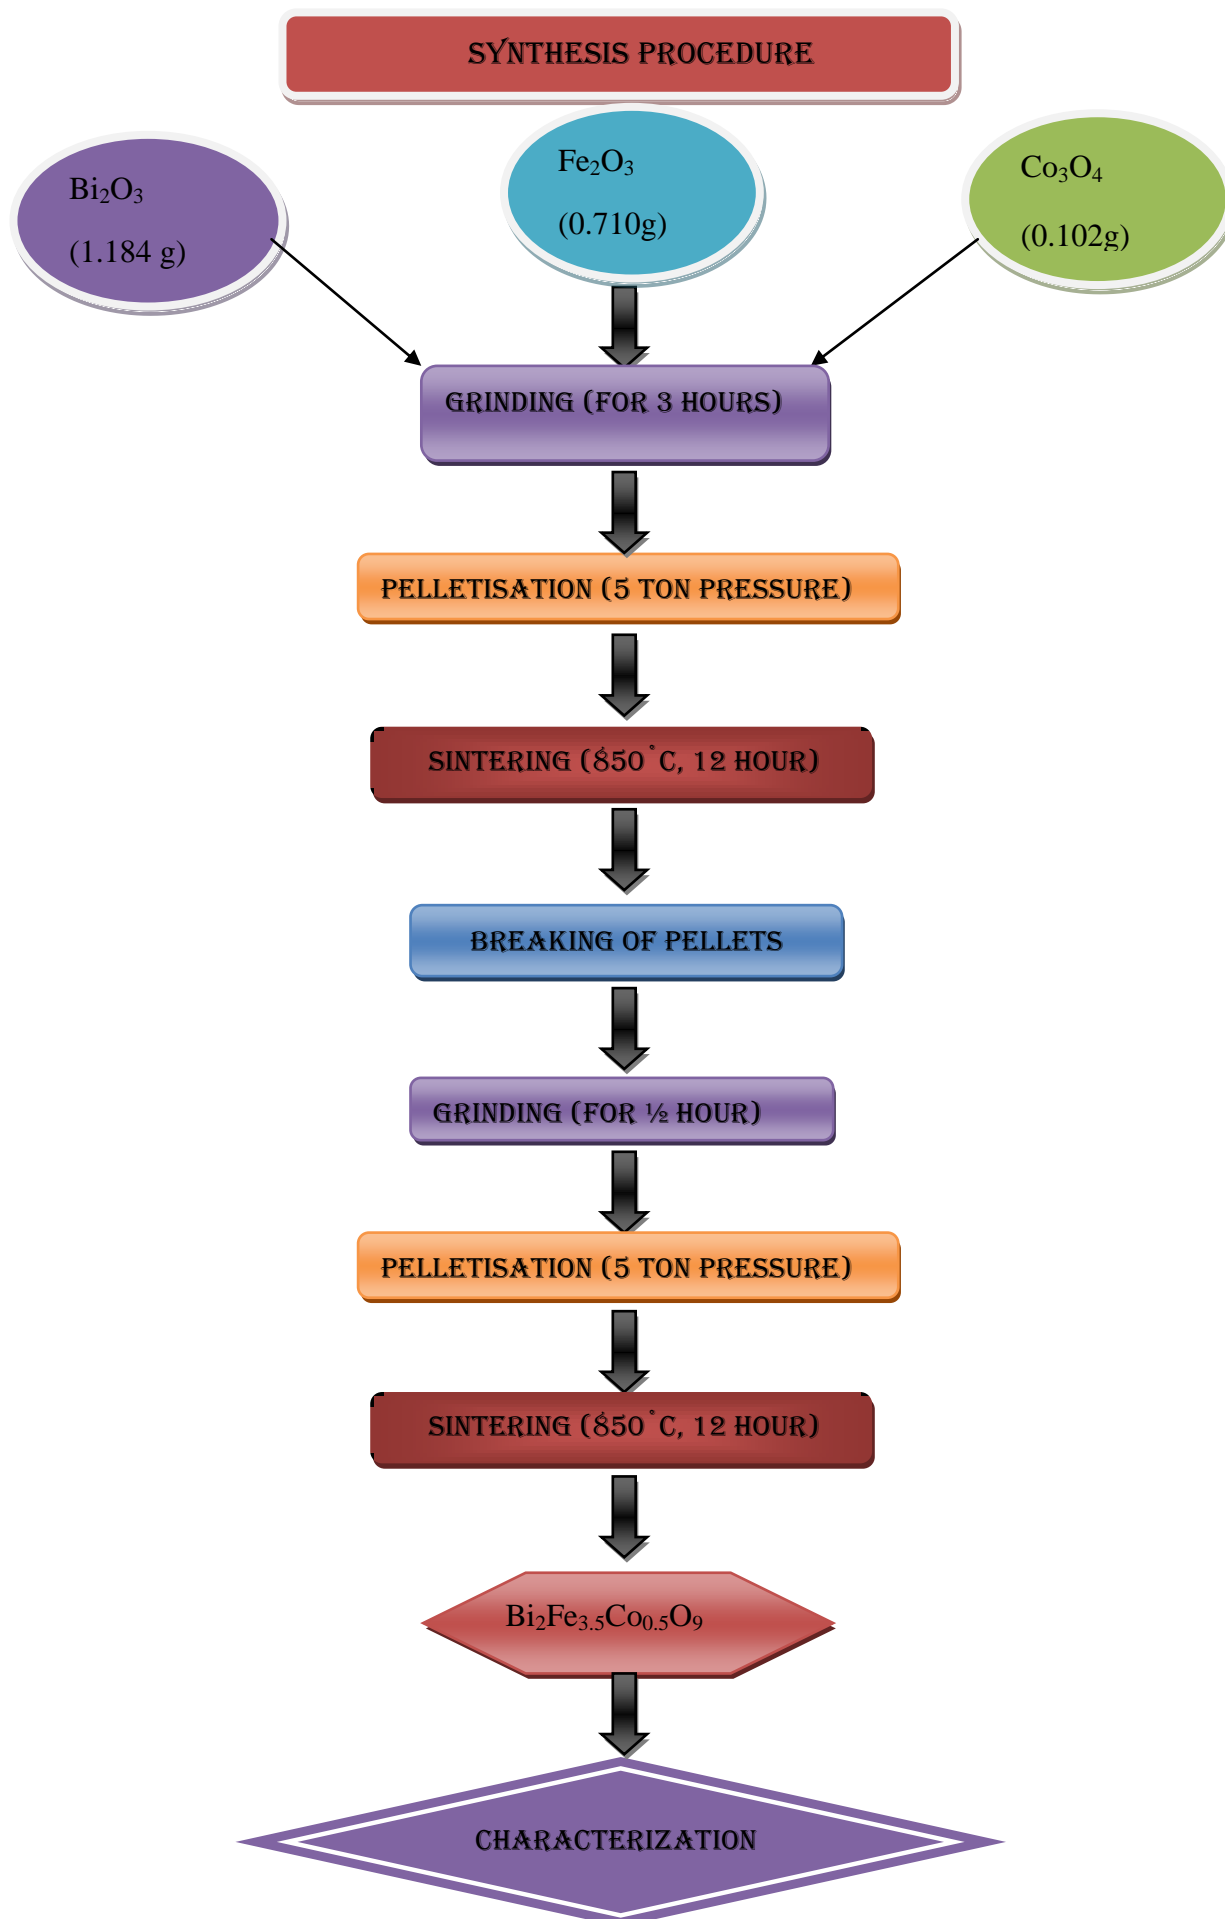 SYNTHESIS PROCEDURE
Bi₂O₃
(1.184 g)
Fe₂O₃
(0.710g)
Co₃O₄
(0.102g)
GRINDING (FOR 3 HOURS)
PELLETISATION (5 TON PRESSURE)
SINTERING (850˚C, 12 HOUR)
BREAKING OF PELLETS
GRINDING (FOR ½ HOUR)
PELLETISATION (5 TON PRESSURE)
SINTERING (850˚C, 12 HOUR)
Bi₂Fe₃.₅Co₀.₅O₉
CHARACTERIZATION